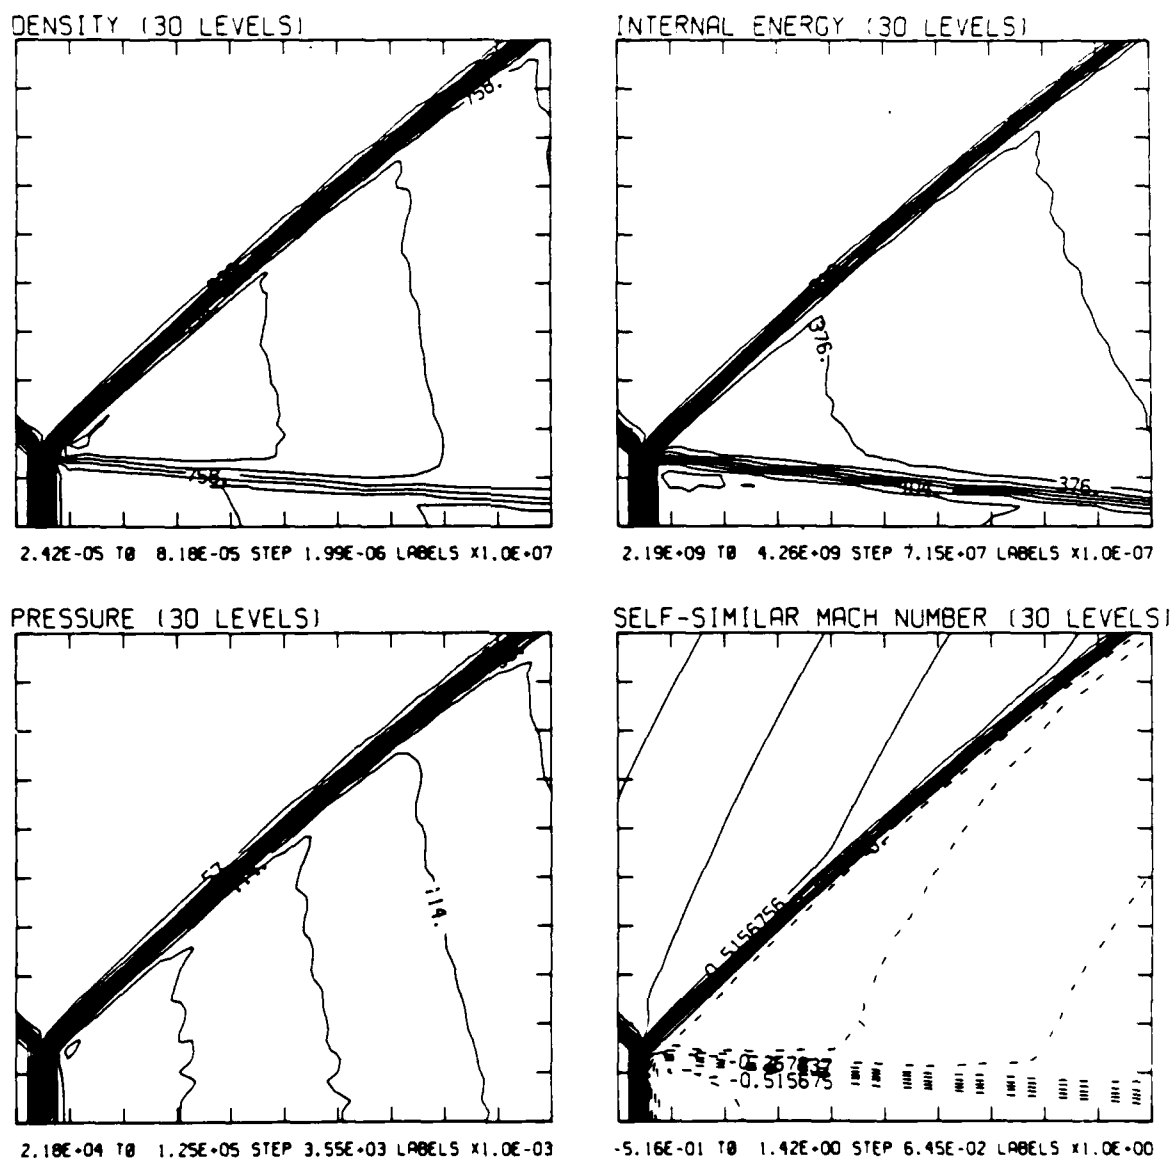 DENSITY (30 LEVELS)
INTERNAL ENERGY (30 LEVELS)
758.
376.
758.
376.
2.42E-05 TO 8.18E-05 STEP 1.99E-06 LABELS X1.0E+07
2.19E+09 TO 4.26E+09 STEP 7.15E+07 LABELS X1.0E-07
PRESSURE (30 LEVELS)
SELF-SIMILAR MACH NUMBER (30 LEVELS)
57.
114.
0.5156756
-0.515675
2.18E+04 TO 1.25E+05 STEP 3.55E+03 LABELS X1.0E-03
-5.16E-01 TO 1.42E+00 STEP 6.45E-02 LABELS X1.0E+00